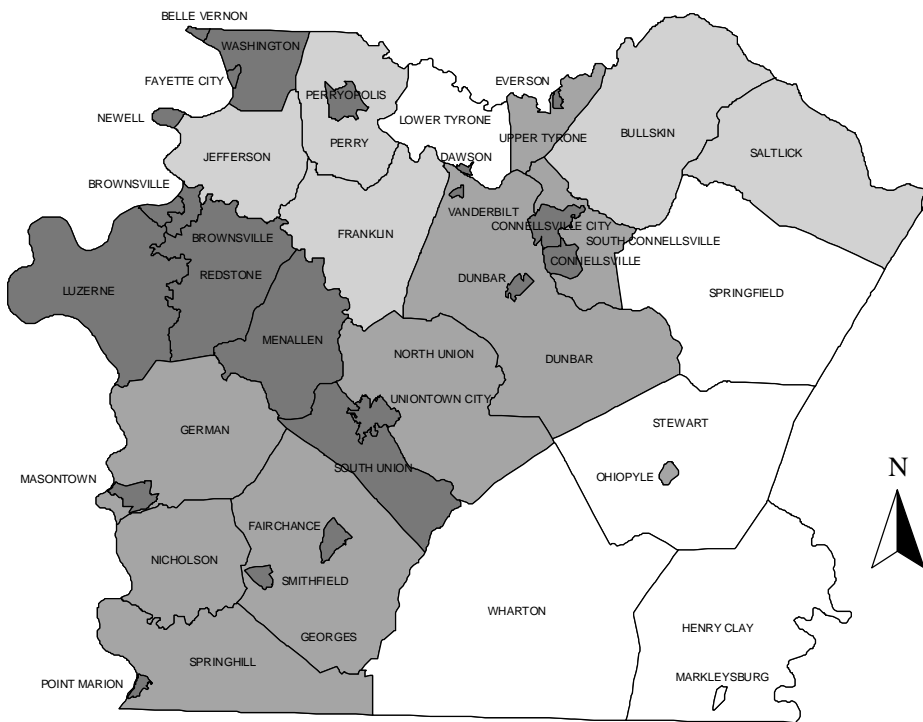 BELLE VERNON
WASHINGTON
FAYETTE CITY
EVERSON
PERRYOPOLIS
NEWELL
LOWER TYRONE
UPPER TYRONE
BULLSKIN
PERRY
JEFFERSON
DAWSON
SALTLICK
BROWNSVILLE
VANDERBILT
CONNELLSVILLE CITY
FRANKLIN
BROWNSVILLE
SOUTH CONNELLSVILLE
CONNELLSVILLE
REDSTONE
DUNBAR
LUZERNE
SPRINGFIELD
MENALLEN
NORTH UNION
DUNBAR
UNIONTOWN CITY
STEWART
GERMAN
SOUTH UNION
N
MASONTOWN
OHIOPYLE
FAIRCHANCE
NICHOLSON
SMITHFIELD
WHARTON
HENRY CLAY
GEORGES
SPRINGHILL
MARKLEYSBURG
POINT MARION